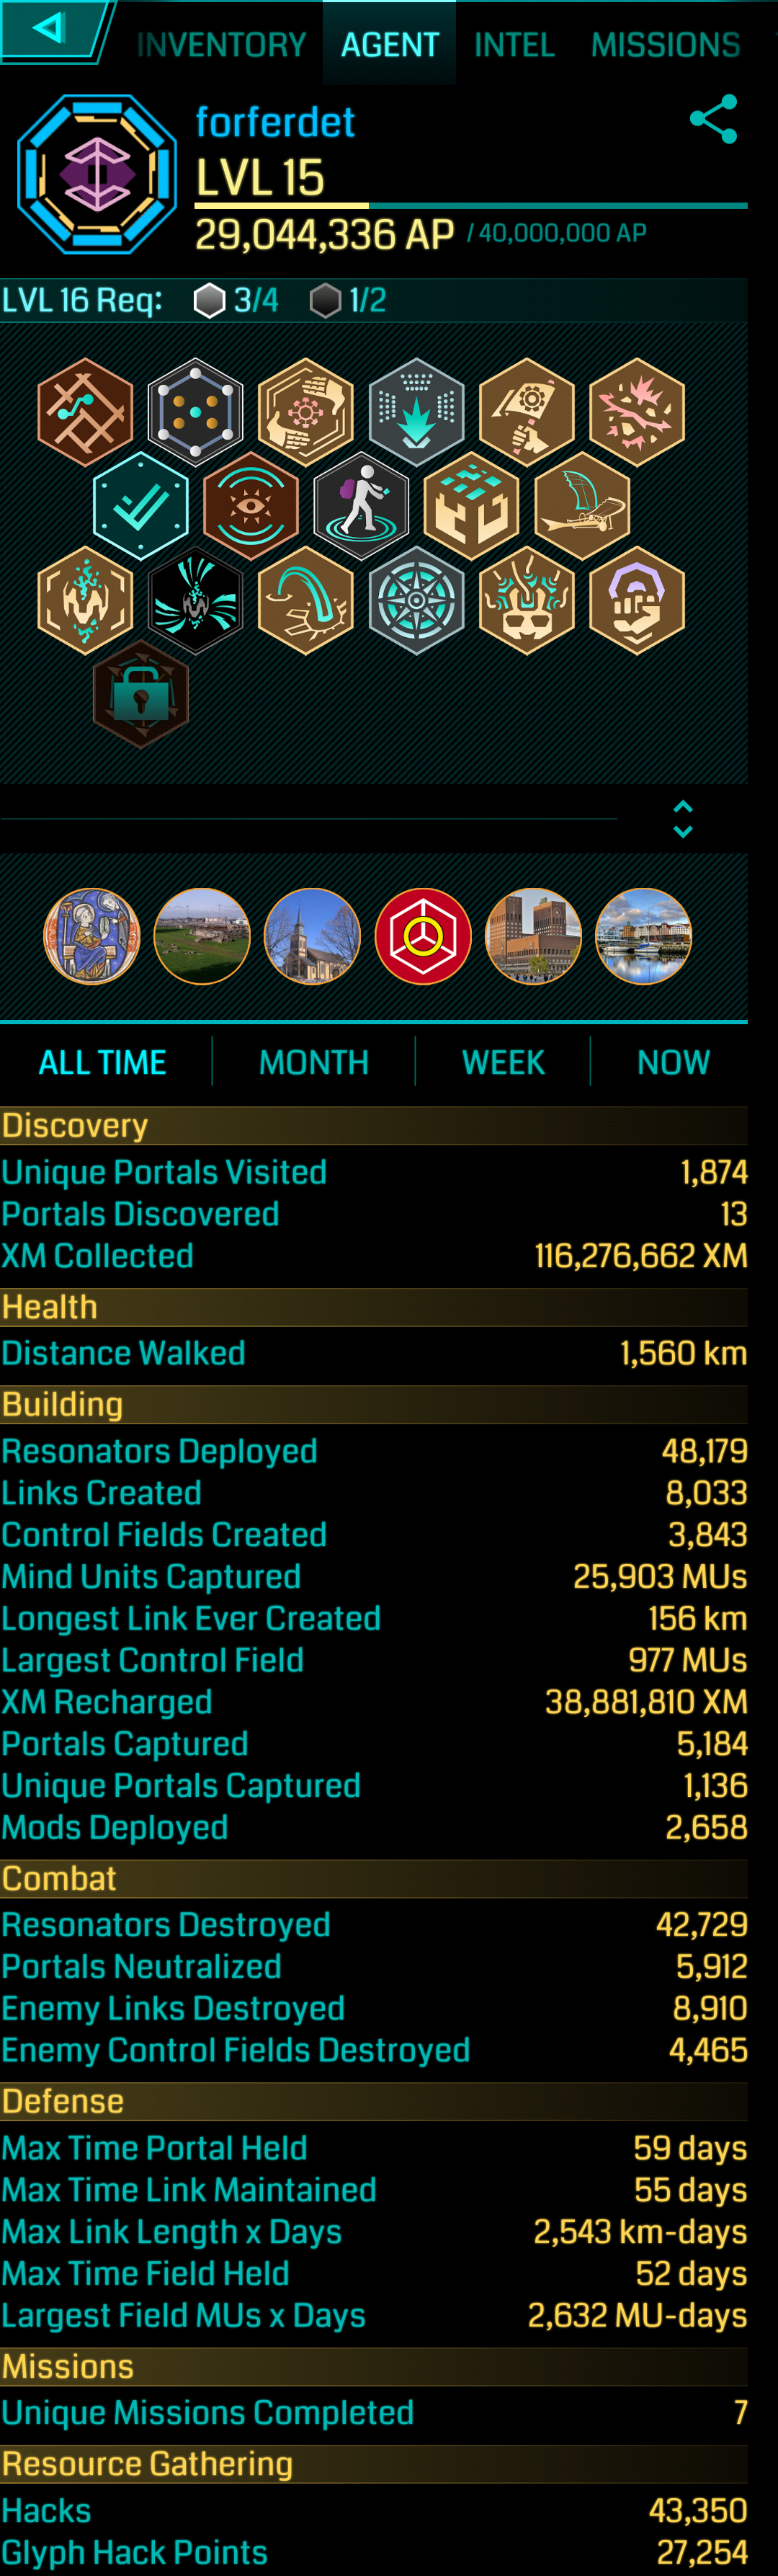 INVENTORY AGENT INTEL MISSIONS
forferdet
LVL 15
29,044,336 AP / 40,000,000 AP
LVL 16 Req: 3/4 1/2
ALL TIME MONTH WEEK NOW
Discovery
Unique Portals Visited 1,874
Portals Discovered 13
XM Collected 116,276,662 XM
Health
Distance Walked 1,560 km
Building
Resonators Deployed 48,179
Links Created 8,033
Control Fields Created 3,843
Mind Units Captured 25,903 MUs
Longest Link Ever Created 156 km
Largest Control Field 977 MUs
XM Recharged 38,881,810 XM
Portals Captured 5,184
Unique Portals Captured 1,136
Mods Deployed 2,658
Combat
Resonators Destroyed 42,729
Portals Neutralized 5,912
Enemy Links Destroyed 8,910
Enemy Control Fields Destroyed 4,465
Defense
Max Time Portal Held 59 days
Max Time Link Maintained 55 days
Max Link Length x Days 2,543 km-days
Max Time Field Held 52 days
Largest Field MUs x Days 2,632 MU-days
Missions
Unique Missions Completed 7
Resource Gathering
Hacks 43,350
Glyph Hack Points 27,254